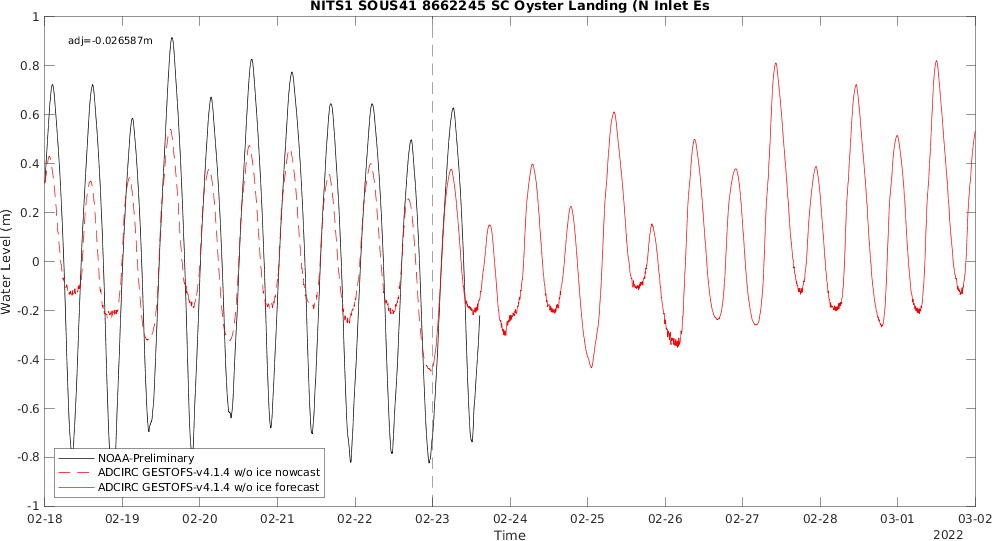 NITS1 SOUS41 8662245 SC Oyster Landing (N Inlet Es
adj=-0.026587m
Water Level (m)
1
0.8
0.6
0.4
0.2
0
-0.2
-0.4
-0.6
-0.8
-1
NOAA-Preliminary
ADCIRC GESTOFS-v4.1.4 w/o ice nowcast
ADCIRC GESTOFS-v4.1.4 w/o ice forecast
02-18 02-19 02-20 02-21 02-22 02-23 02-24 02-25 02-26 02-27 02-28 03-01 03-02
Time
2022